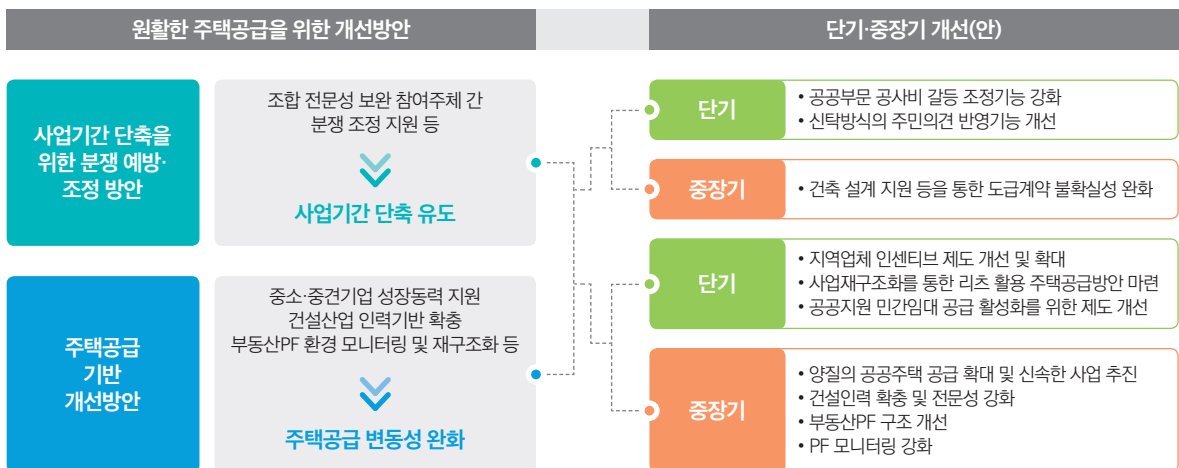 원활한 주택공급을 위한 개선방안
단기·중장기 개선(안)
사업기간 단축을
위한 분쟁 예방·
조정 방안
조합 전문성 보완 참여주체 간
분쟁 조정 지원 등
사업기간 단축 유도
단기
• 공공부문 공사비 갈등 조정기능 강화
• 신탁방식의 주민의견 반영기능 개선
중장기
• 건축 설계 지원 등을 통한 도급계약 불확실성 완화
주택공급
기반
개선방안
중소·중견기업 성장동력 지원
건설산업 인력기반 확충
부동산PF 환경 모니터링 및 재구조화 등
주택공급 변동성 완화
단기
• 지역업체 인센티브 제도 개선 및 확대
• 사업재구조화를 통한 리츠 활용 주택공급방안 마련
• 공공지원 민간임대 공급 활성화를 위한 제도 개선
중장기
• 양질의 공공주택 공급 확대 및 신속한 사업 추진
• 건설인력 확충 및 전문성 강화
• 부동산PF 구조 개선
• PF 모니터링 강화